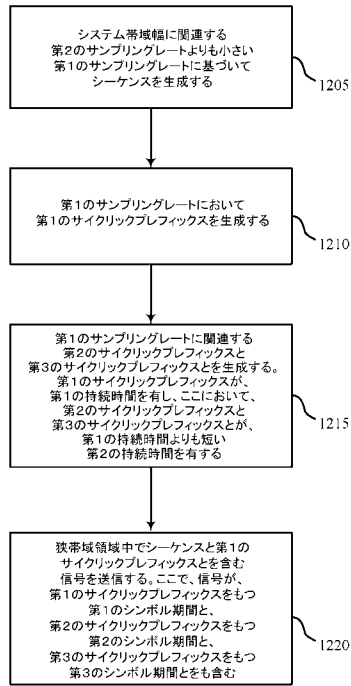 システム帯域幅に関連する
第2のサンプリングレートよりも小さい
第1のサンプリングレートに基づいて
シーケンスを生成する
1205
第1のサンプリングレートにおいて
第1のサイクリックプレフィックスを生成する
1210
第1のサンプリングレートに関連する
第2のサイクリックプレフィックスと
第3のサイクリックプレフィックスとを生成する。
第1のサイクリックプレフィックスが、
第1の持続時間を有し、ここにおいて、
第2のサイクリックプレフィックスと
第3のサイクリックプレフィックスとが、
第1の持続時間よりも短い
第2の持続時間を有する
1215
狭帯域領域中でシーケンスと第1の
サイクリックプレフィックスとを含む
信号を送信する。ここで、信号が、
第1のサイクリックプレフィックスをもつ
第1のシンボル期間と、
第2のサイクリックプレフィックスをもつ
第2のシンボル期間と、
第3のサイクリックプレフィックスをもつ
第3のシンボル期間とをも含む
1220